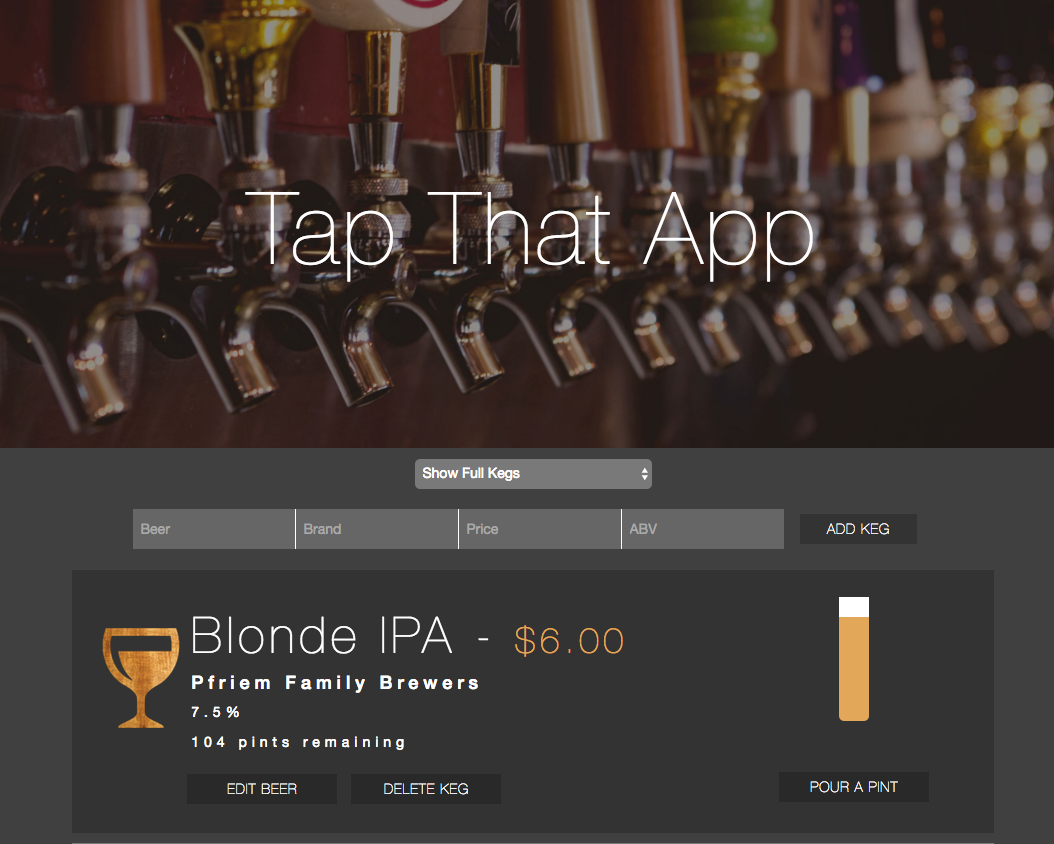 Tap That App
Show Full Kegs
Beer Brand Price ABV ADD KEG
Blonde IPA - $6.00
Pfriem Family Brewers
7.5%
104 pints remaining
EDIT BEER DELETE KEG POUR A PINT